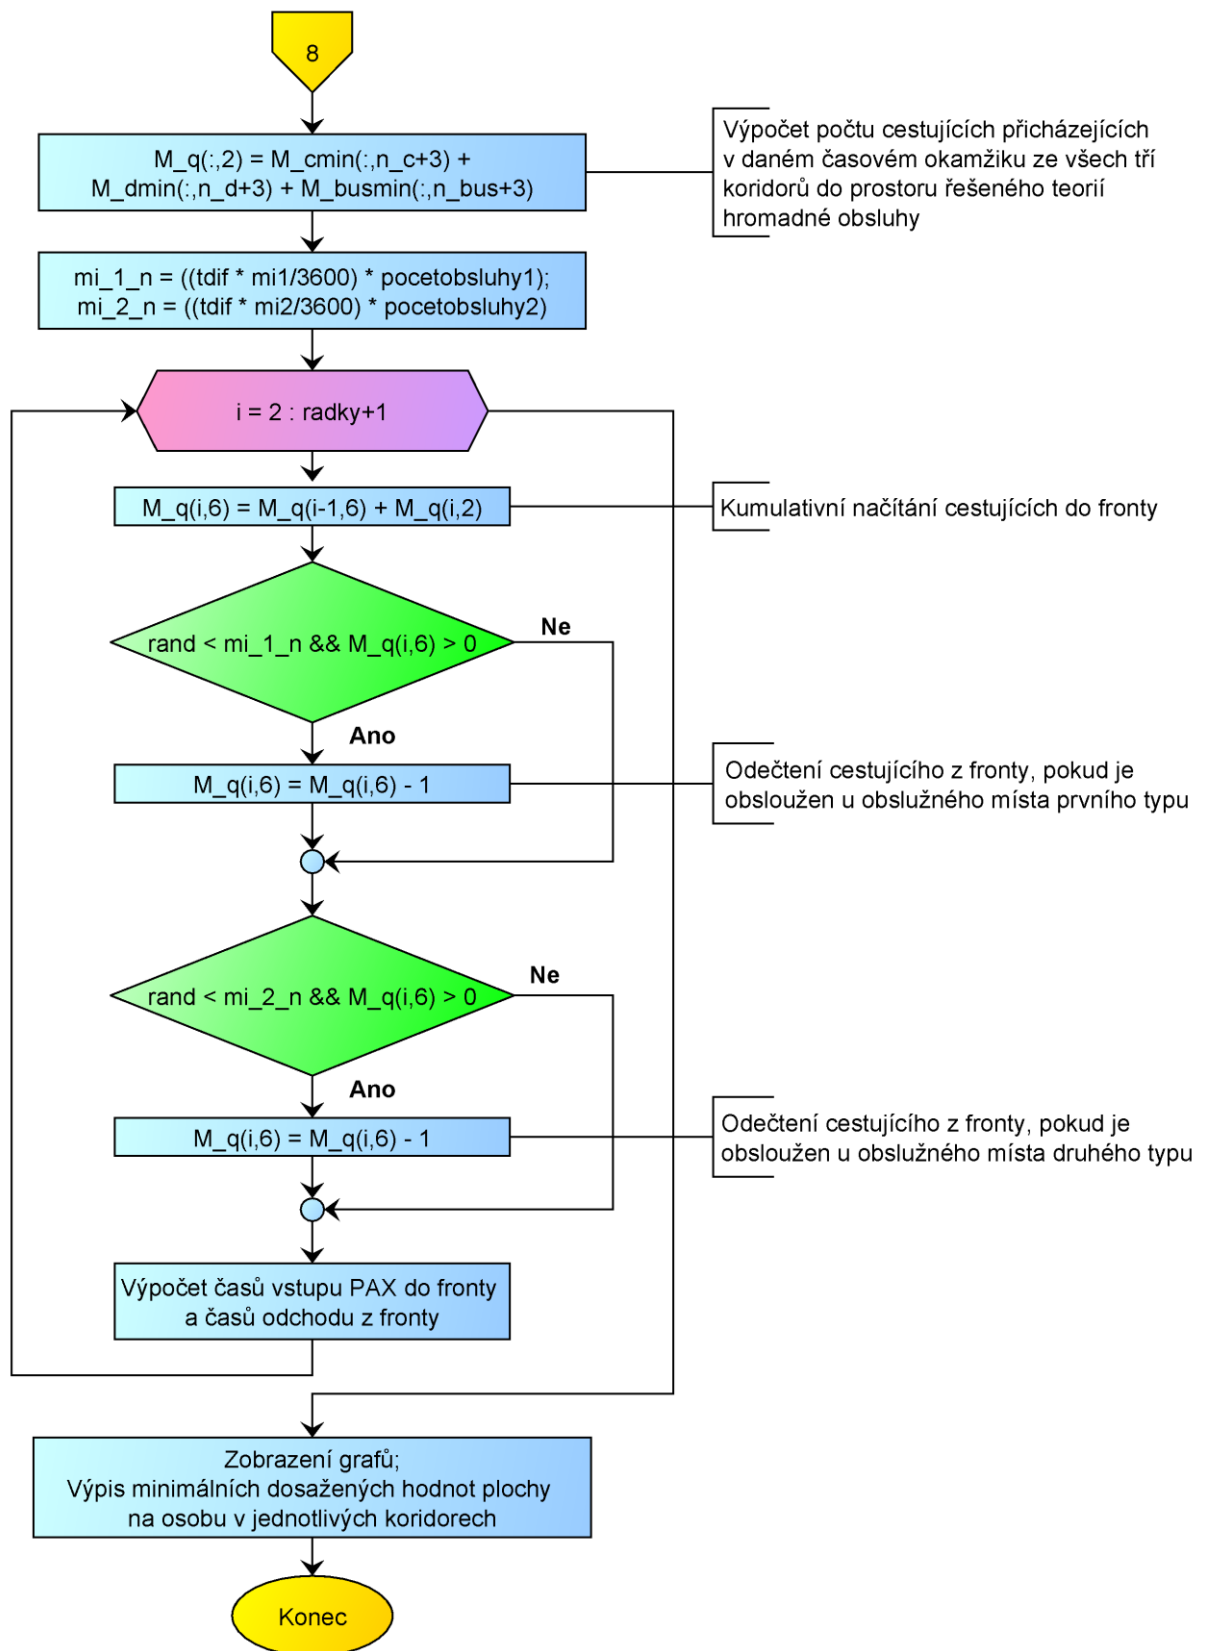 8
M_q(:,2) = M_cmin(:,n_c+3) +
M_dmin(:,n_d+3) + M_busmin(:,n_bus+3)
Výpočet počtu cestujících přicházejících
v daném časovém okamžiku ze všech tří
koridorů do prostoru řešeného teorií
hromadné obsluhy
mi_1_n = ((tdif * mi1/3600) * pocetobsluhy1);
mi_2_n = ((tdif * mi2/3600) * pocetobsluhy2)
i = 2 : radky+1
M_q(i,6) = M_q(i-1,6) + M_q(i,2)
Kumulativní načítání cestujících do fronty
rand < mi_1_n && M_q(i,6) > 0
Ne
Ano
M_q(i,6) = M_q(i,6) - 1
Odečtení cestujícího z fronty, pokud je
obsloužen u obslužného místa prvního typu
rand < mi_2_n && M_q(i,6) > 0
Ne
Ano
M_q(i,6) = M_q(i,6) - 1
Odečtení cestujícího z fronty, pokud je
obsloužen u obslužného místa druhého typu
Výpočet časů vstupu PAX do fronty
a časů odchodu z fronty
Zobrazení grafů;
Výpis minimálních dosažených hodnot plochy
na osobu v jednotlivých koridorech
Konec